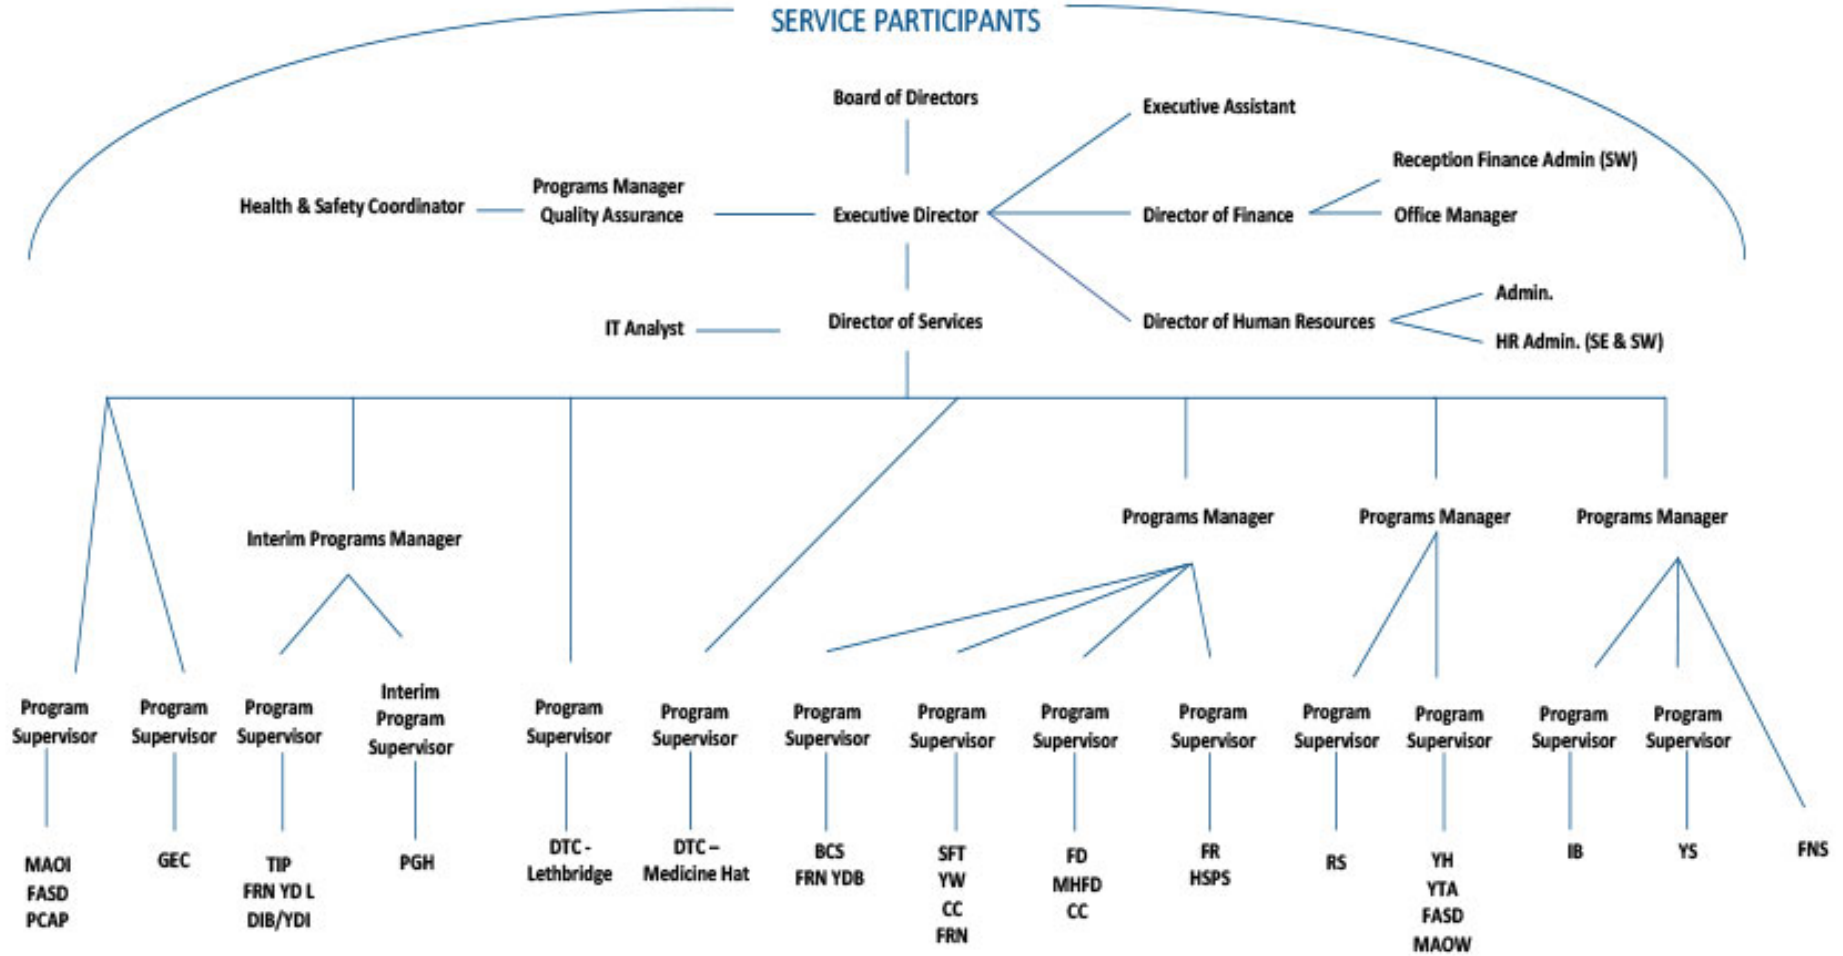 SERVICE PARTICIPANTS
Board of Directors
Executive Assistant
Reception Finance Admin (SW)
Health & Safety Coordinator
Programs Manager
Quality Assurance
Executive Director
Director of Finance
Office Manager
Admin.
IT Analyst
Director of Services
Director of Human Resources
HR Admin. (SE & SW)
Interim Programs Manager
Programs Manager
Programs Manager
Programs Manager
Program
Supervisor
Program
Supervisor
Program
Supervisor
Interim
Program
Supervisor
Program
Supervisor
Program
Supervisor
Program
Supervisor
Program
Supervisor
Program
Supervisor
Program
Supervisor
Program
Supervisor
Program
Supervisor
Program
Supervisor
Program
Supervisor
MAOI
FASD
PCAP
GEC
TIP
FRN YD L
DIB/YDI
PGH
DTC -
Lethbridge
DTC –
Medicine Hat
BCS
FRN YDB
SFT
YW
CC
FRN
FD
MHFD
CC
FR
HSPS
RS
YH
YTA
FASD
MAOW
IB
YS
FNS